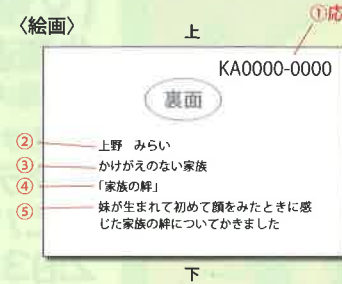 〈絵画〉
上
①応
KA0000-0000
裏面
② 上野　みらい
③ かけがえのない家族
④ 「家族の絆」
⑤ 妹が生まれて初めて顔をみたときに感
じた家族の絆についてかきました
下